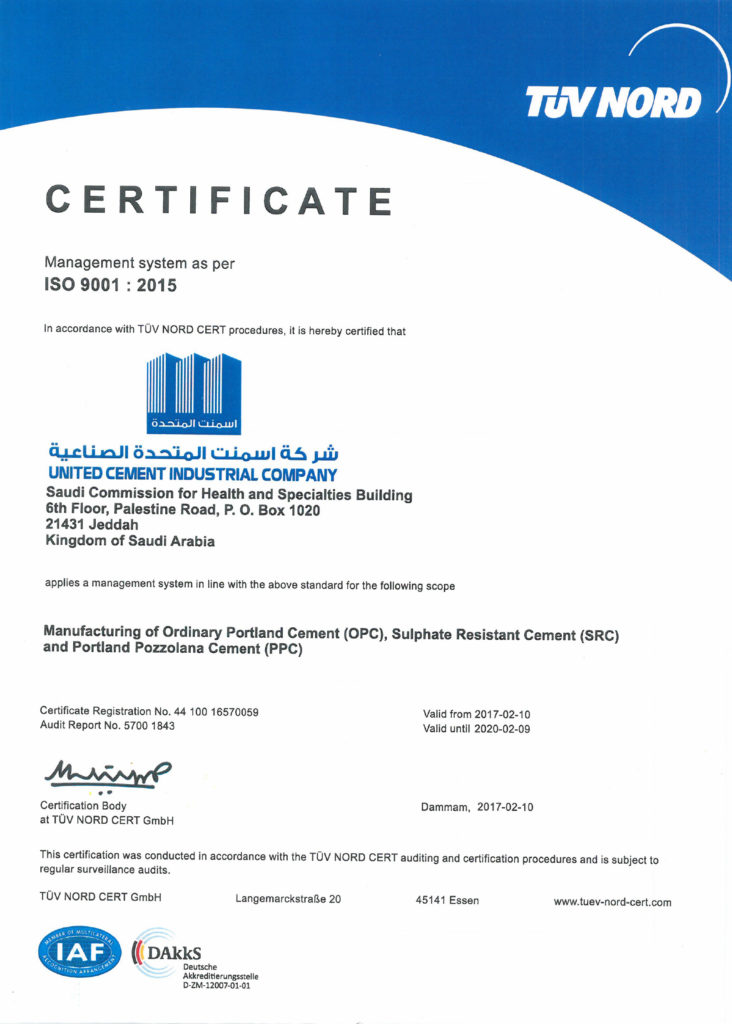 TÜV NORD
CERTIFICATE
Management system as per
ISO 9001 : 2015
In accordance with TÜV NORD CERT procedures, it is hereby certified that
اسمنت المتحدة
شركة اسمنت المتحدة الصناعية
UNITED CEMENT INDUSTRIAL COMPANY
Saudi Commission for Health and Specialties Building
6th Floor, Palestine Road, P. O. Box 1020
21431 Jeddah
Kingdom of Saudi Arabia
applies a management system in line with the above standard for the following scope
Manufacturing of Ordinary Portland Cement (OPC), Sulphate Resistant Cement (SRC)
and Portland Pozzolana Cement (PPC)
Certificate Registration No. 44 100 16570059
Audit Report No. 5700 1843
Valid from 2017-02-10
Valid until 2020-02-09
Certification Body
at TÜV NORD CERT GmbH
Dammam, 2017-02-10
This certification was conducted in accordance with the TÜV NORD CERT auditing and certification procedures and is subject to
regular surveillance audits.
TÜV NORD CERT GmbH Langemarckstraße 20 45141 Essen www.tuev-nord-cert.com
MEMBER OF MULTILATERAL
IAF
RECOGNITION ARRANGEMENT
DAkkS
Deutsche
Akkreditierungsstelle
D-ZM-12007-01-01